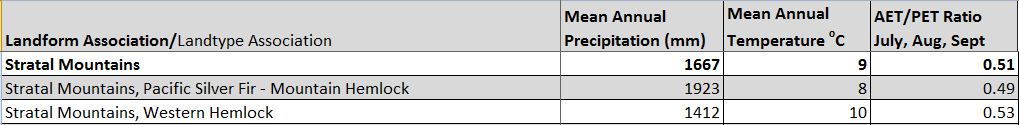 Landform Association/Landtype Association Mean Annual Precipitation (mm) Mean Annual Temperature ⁰C AET/PET Ratio July, Aug, Sept
Stratal Mountains 1667 9 0.51
Stratal Mountains, Pacific Silver Fir - Mountain Hemlock 1923 8 0.49
Stratal Mountains, Western Hemlock 1412 10 0.53